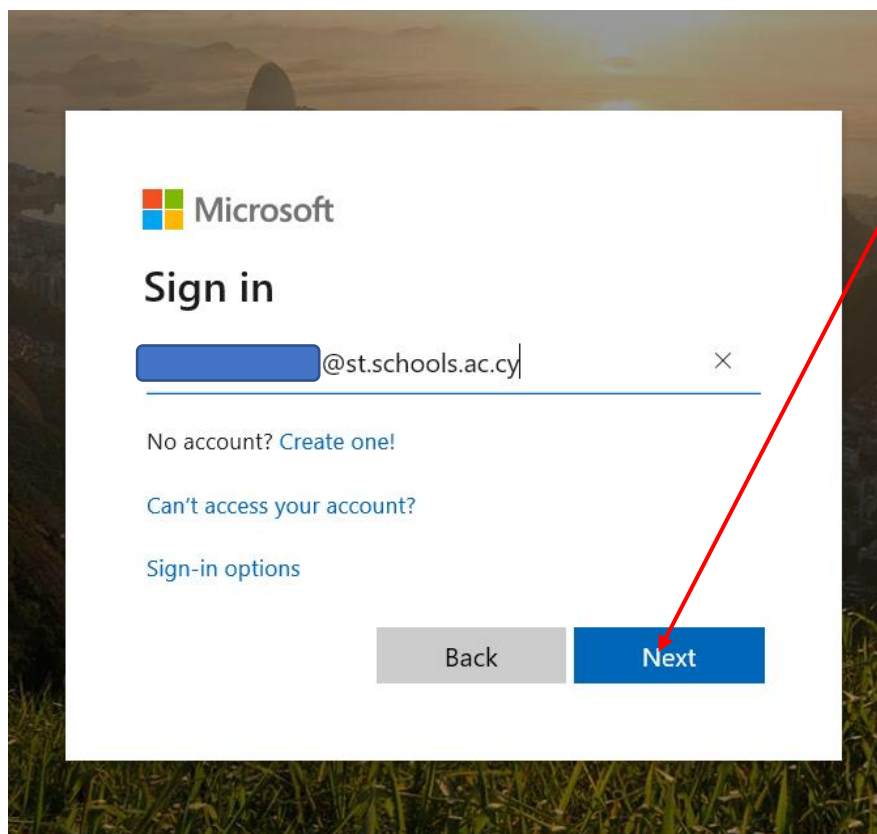 Microsoft
Sign in
@st.schools.ac.cy
No account? Create one!
Can't access your account?
Sign-in options
Back Next